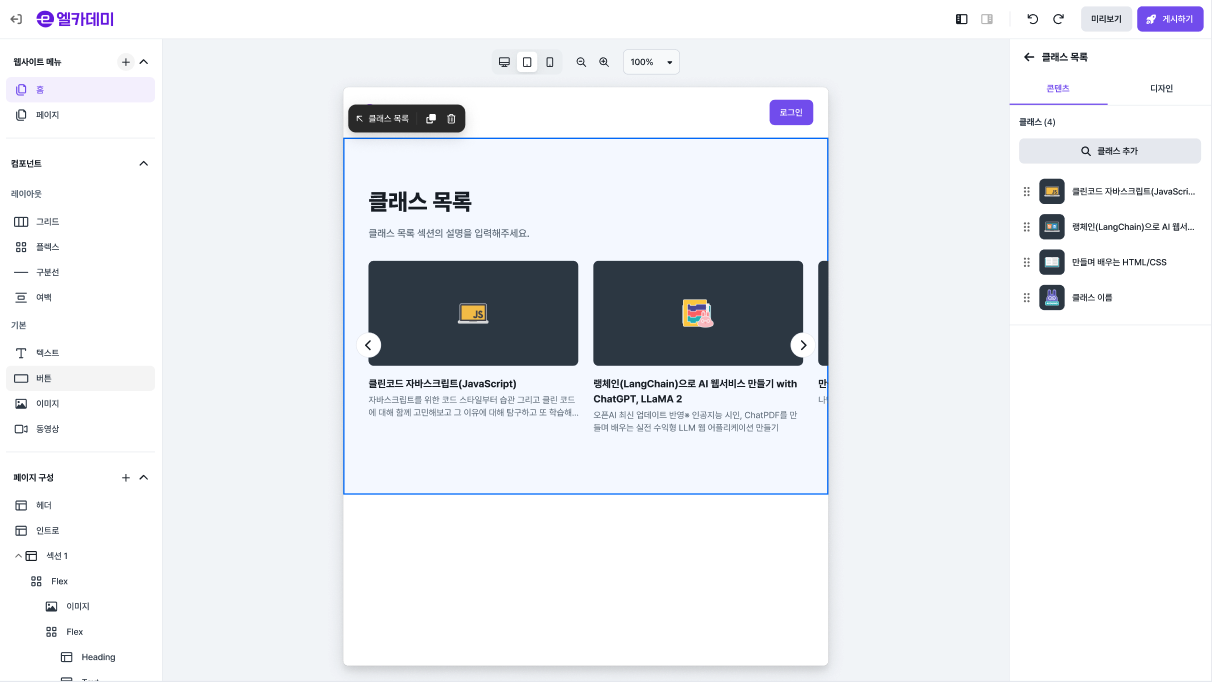 엘카데미
미리보기
게시하기
웹사이트 메뉴
홈
페이지
컴포넌트
레이아웃
그리드
플렉스
구분선
여백
기본
텍스트
버튼
이미지
동영상
페이지 구성
헤더
인트로
섹션 1
Flex
이미지
Flex
Heading
Text
100%
클래스 목록
로그인
클래스 목록
클래스 목록 섹션의 설명을 입력해주세요.
JS
클린코드 자바스크립트(JavaScript)
자바스크립트를 위한 코드 스타일부터 습관 그리고 클린 코드
에 대해 함께 고민해보고 그 이유에 대해 탐구하고 또 학습해...
랭체인(LangChain)으로 AI 웹서비스 만들기 with
ChatGPT, LLaMA 2
오픈AI 최신 업데이트 반영※ 인공지능 시인, ChatPDF를 만
들며 배우는 실전 수익형 LLM 웹 어플리케이션 만들기
만
나
클래스 목록
콘텐츠
디자인
클래스 (4)
클래스 추가
클린코드 자바스크립트(JavaScri...
랭체인(LangChain)으로 AI 웹서...
만들며 배우는 HTML/CSS
클래스 이름